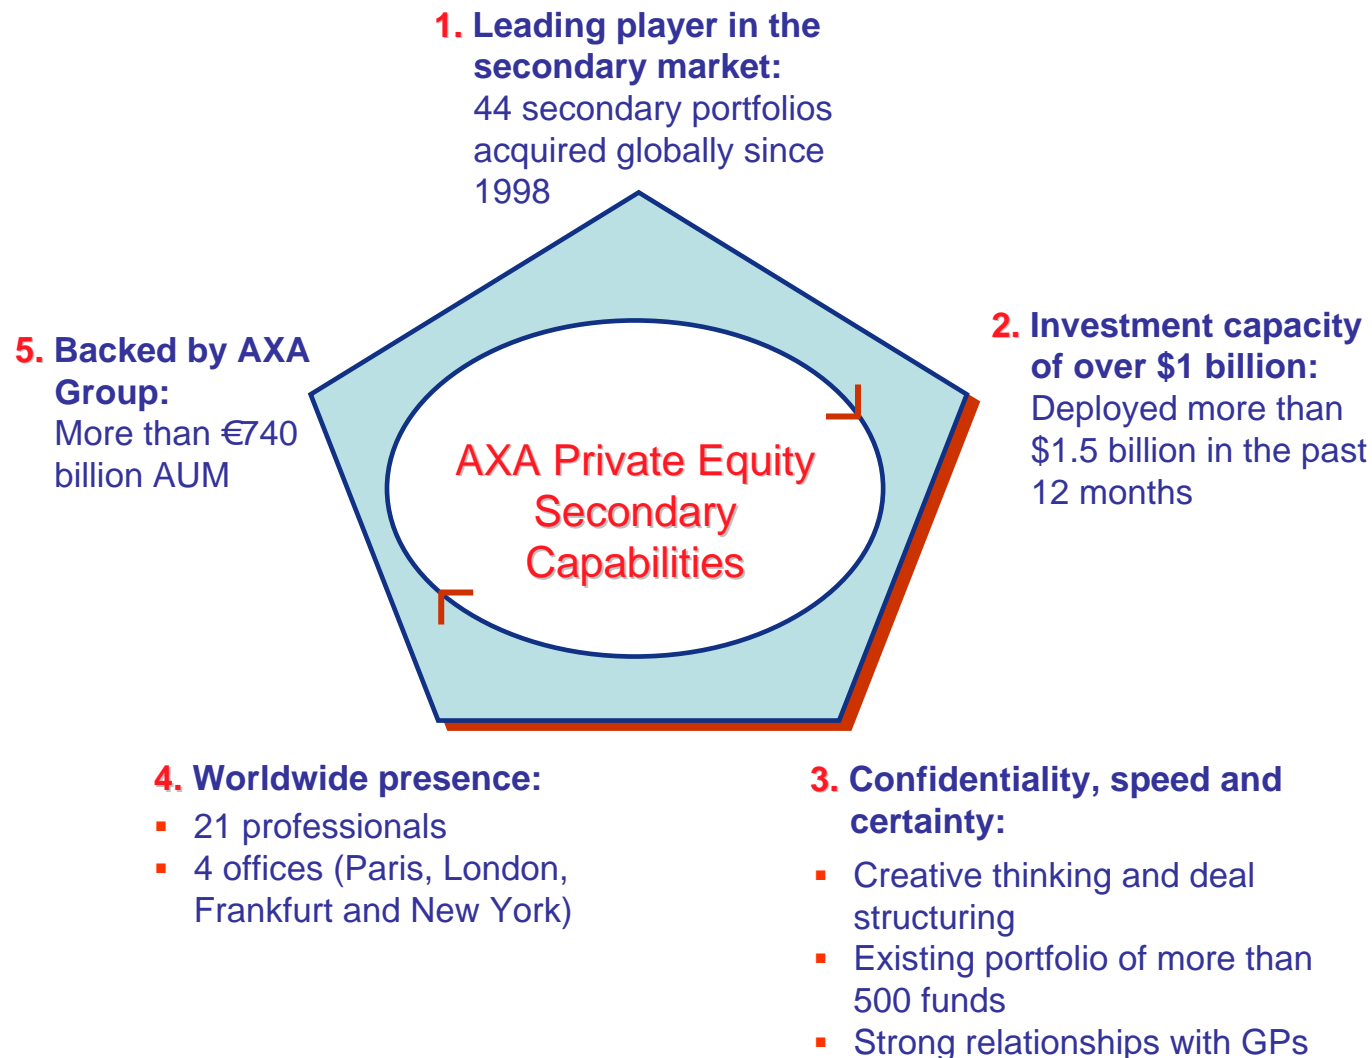 1. Leading player in the
secondary market:
44 secondary portfolios
acquired globally since
1998
2. Investment capacity
of over $1 billion:
Deployed more than
$1.5 billion in the past
12 months
5. Backed by AXA
Group:
More than €740
billion AUM
AXA Private Equity
Secondary
Capabilities
4. Worldwide presence:
▪ 21 professionals
▪ 4 offices (Paris, London,
Frankfurt and New York)
3. Confidentiality, speed and
certainty:
▪ Creative thinking and deal
structuring
▪ Existing portfolio of more than
500 funds
▪ Strong relationships with GPs